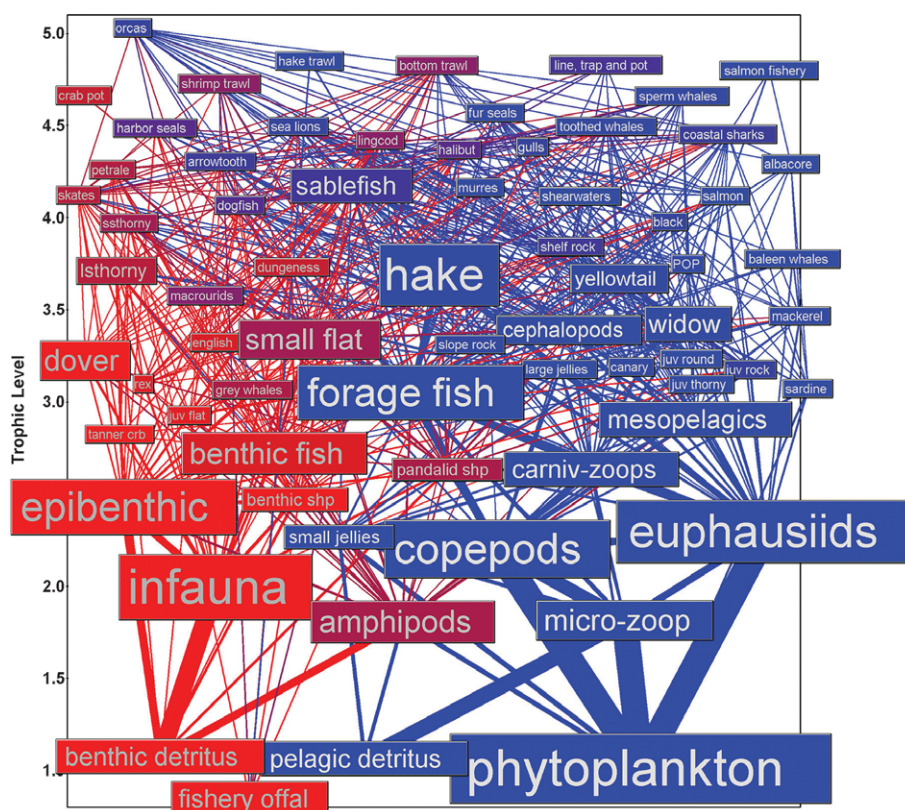 5.0
orcas
hake trawl
bottom trawl
line, trap and pot
salmon fishery
shrimp trawl
crab pot
sperm whales
4.5
harbor seals
sea lions
fur seals
toothed whales
coastal sharks
lingcod
halibut
gulls
petrale
arrowtooth
albacore
skates
sablefish
murres
shearwaters
salmon
4.0
ssthorny
dogfish
black
shelf rock
lsthorny
dungeness
hake
yellowtail
POP
baleen whales
macrourids
3.5
small flat
cephalopods
widow
mackerel
english
slope rock
dover
rex
grey whales
forage fish
large jellies
canary
juv round
juv rock
juv thorny
sardine
3.0
juv flat
mesopelagics
tanner crb
benthic fish
pandalid shp
carniv-zoops
Trophic Level
epibenthic
benthic shp
small jellies
copepods
euphausiids
2.0
infauna
amphipods
micro-zoop
1.5
benthic detritus
pelagic detritus
phytoplankton
fishery offal